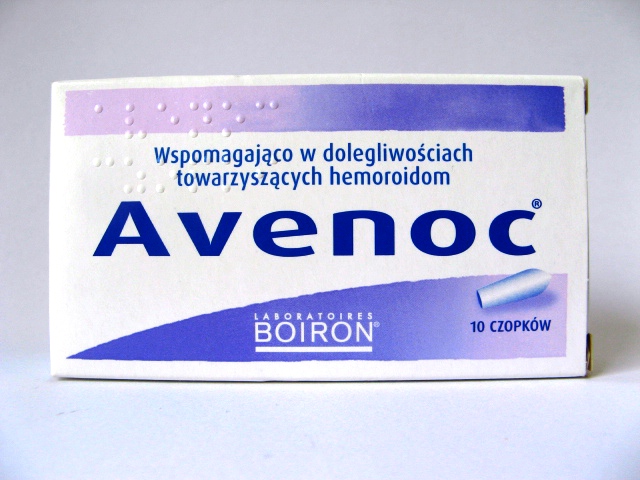 Wspomagająco w dolegliwościach
towarzyszących hemoroidom
Avenoc®
LABORATOIRES
BOIRON®
10 CZOPKÓW